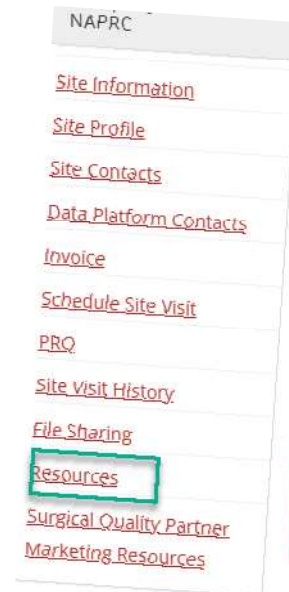 NAPRC
Site Information
Site Profile
Site Contacts
Data Platform Contacts
Invoice
Schedule Site Visit
PRQ
Site Visit History
File Sharing
Resources
Surgical Quality Partner
Marketing Resources